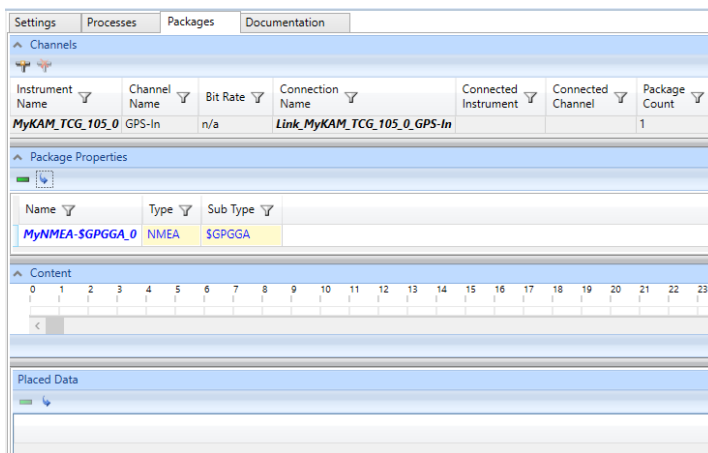 Settings Processes Packages Documentation
Channels
Instrument Name Channel Name Bit Rate Connection Name Connected Instrument Connected Channel Package Count
MyKAM_TCG_105_0 GPS-In n/a Link_MyKAM_TCG_105_0_GPS-In 1
Package Properties
Name Type Sub Type
MyNMEA-$GPGGA_0 NMEA $GPGGA
Content
0 1 2 3 4 5 6 7 8 9 10 11 12 13 14 15 16 17 18 19 20 21 22 23
Placed Data